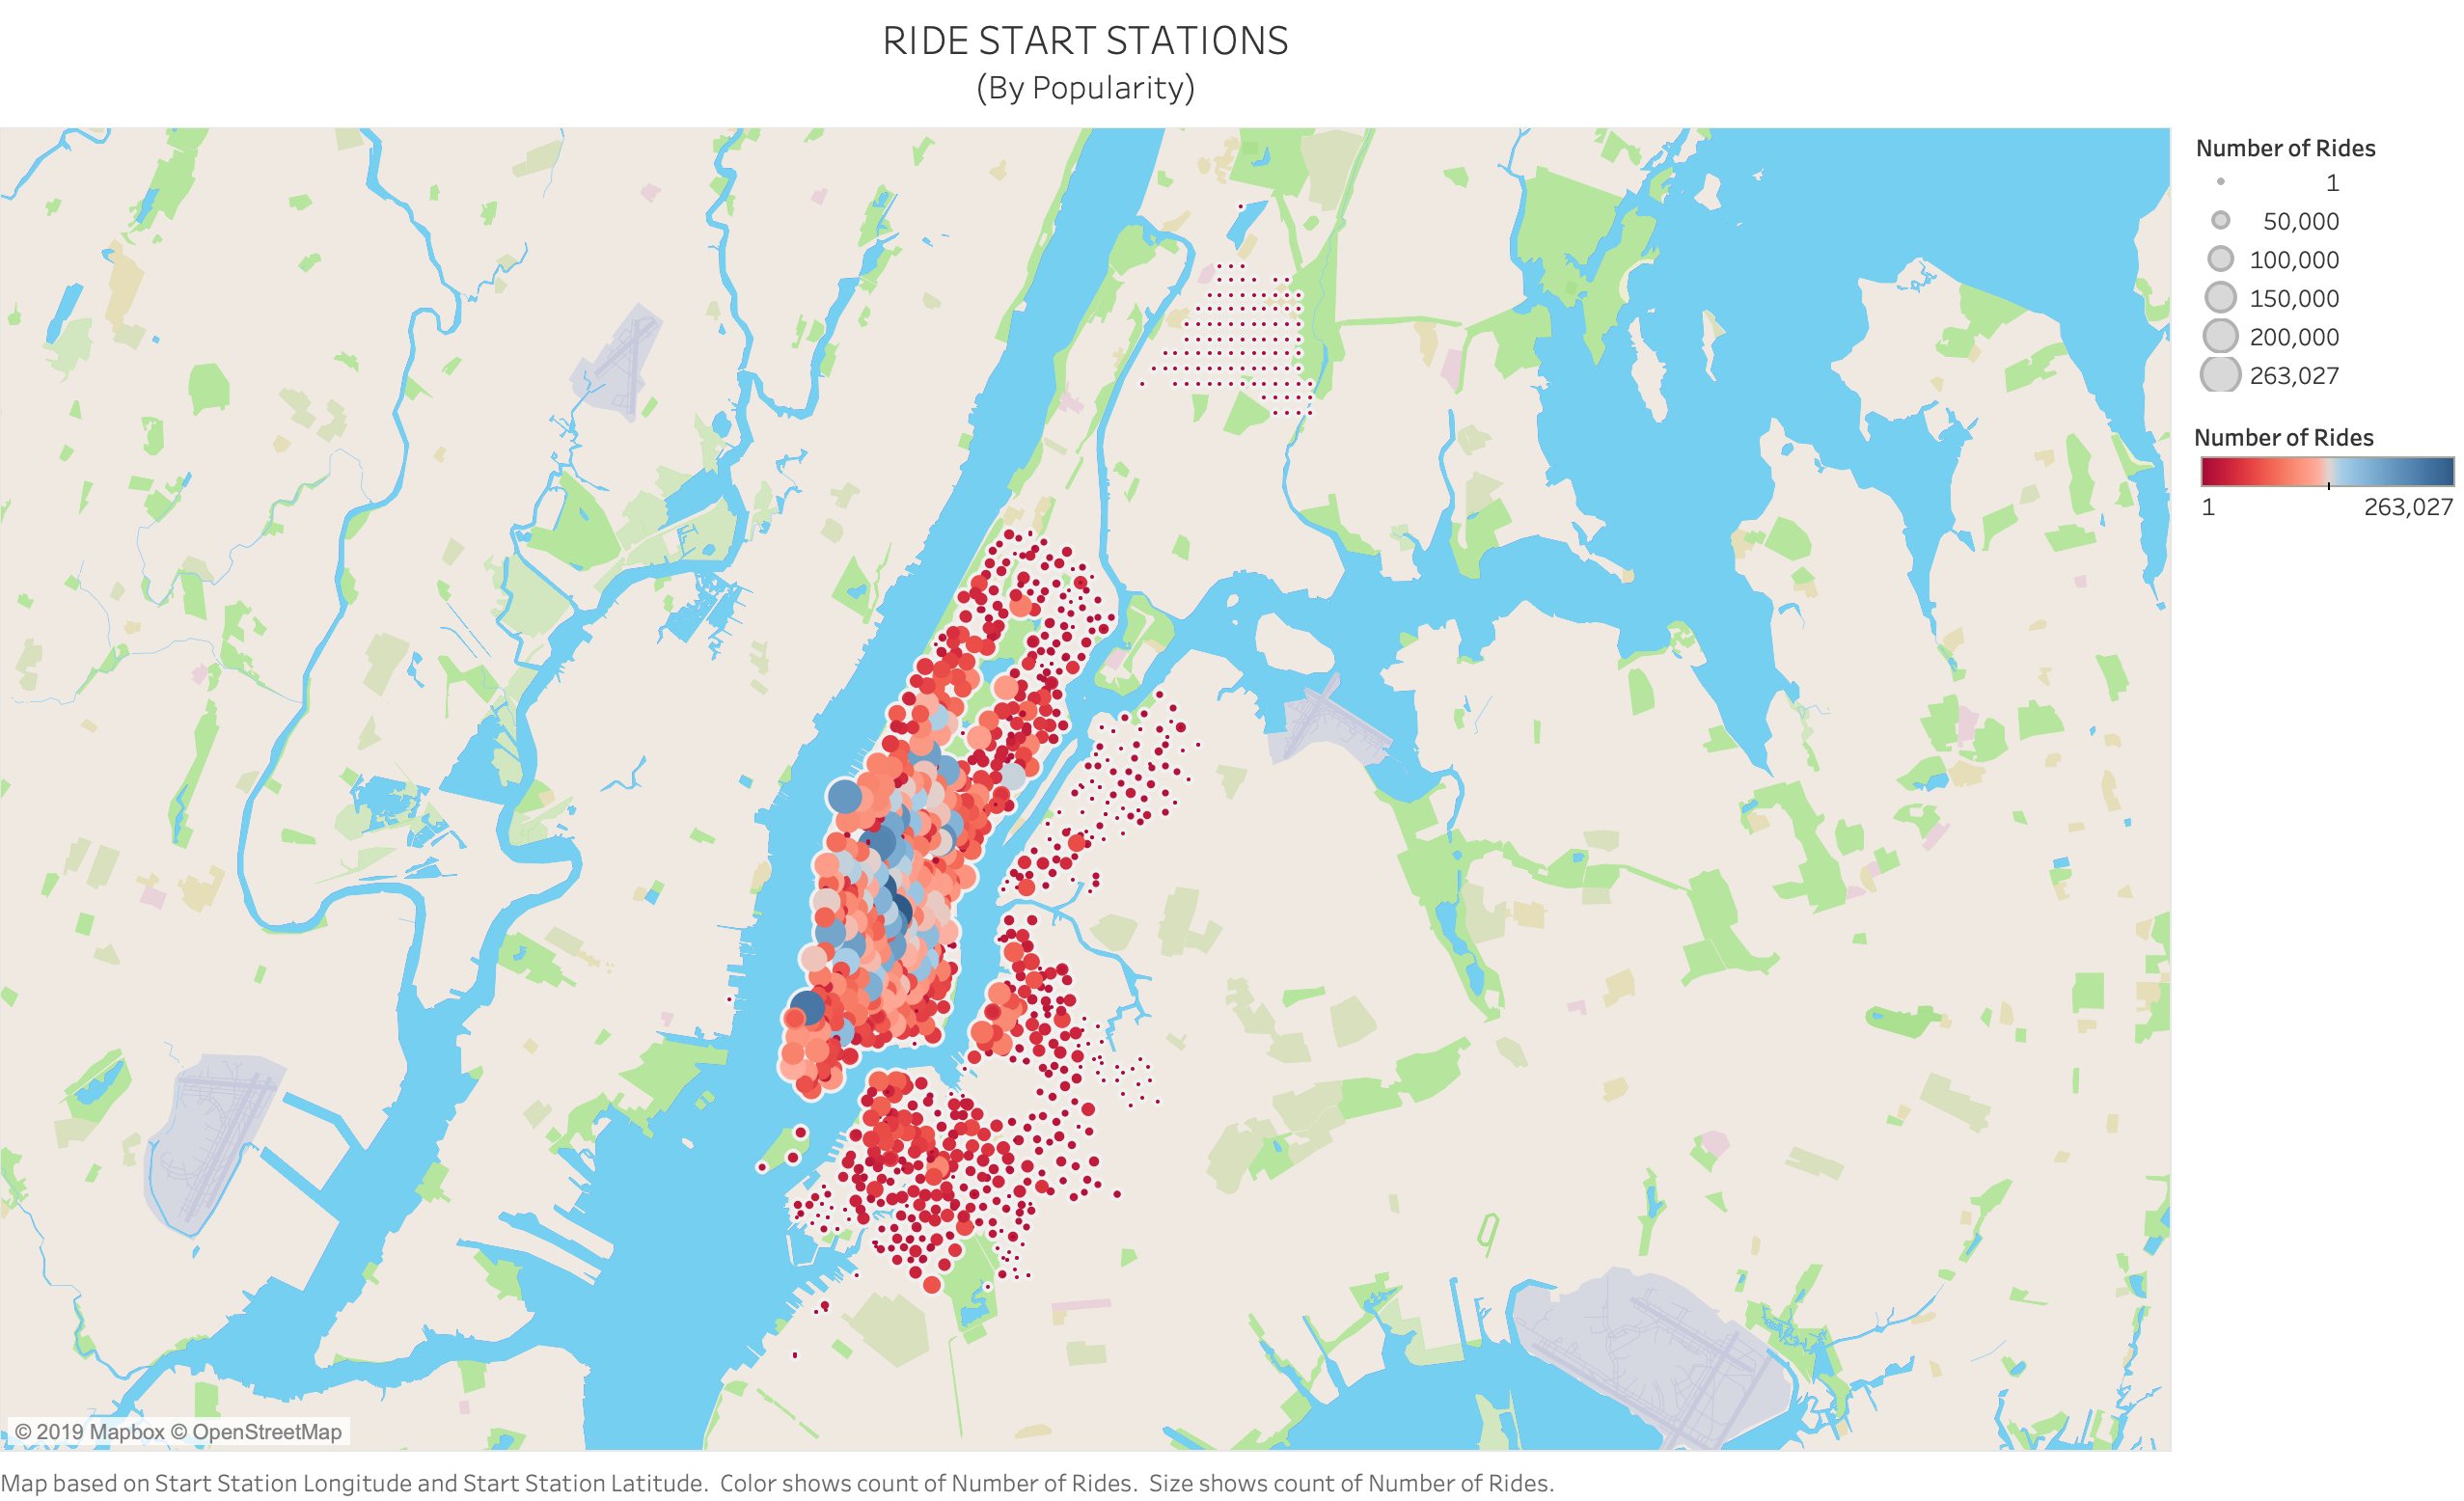 RIDE START STATIONS
(By Popularity)
Number of Rides
1
50,000
100,000
150,000
200,000
263,027
Number of Rides
1 263,027
© 2019 Mapbox © OpenStreetMap
Map based on Start Station Longitude and Start Station Latitude.  Color shows count of Number of Rides.  Size shows count of Number of Rides.